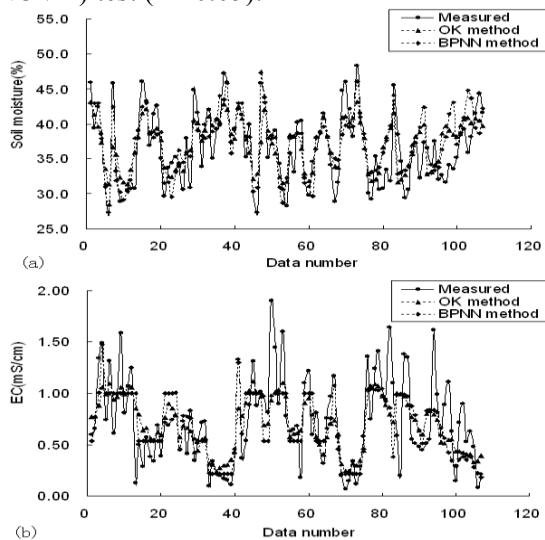 Measured
OK method
BPNN method
Soil moisture(%)
65.0
55.0
50.0
45.0
40.0
35.0
30.0
25.0
0 20 40 60 80 100 120
(a)
Data number
Measured
OK method
BPNN method
EC(mS/cm)
2.00
1.50
1.00
0.50
0.00
0 20 40 60 80 100 120
Data number
(b)